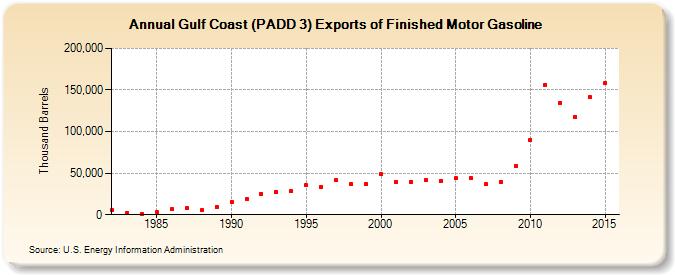 Annual Gulf Coast (PADD 3) Exports of Finished Motor Gasoline
Thousand Barrels
200,000
150,000
100,000
50,000
0
1985 1990 1995 2000 2005 2010 2015
Source: U.S. Energy Information Administration